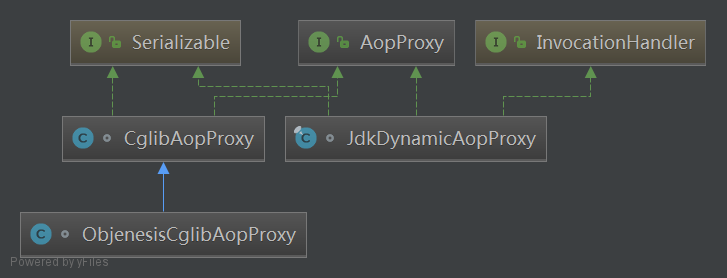 Serializable
AopProxy
InvocationHandler
CglibAopProxy
JdkDynamicAopProxy
ObjenesisCglibAopProxy
Powered by yFiles